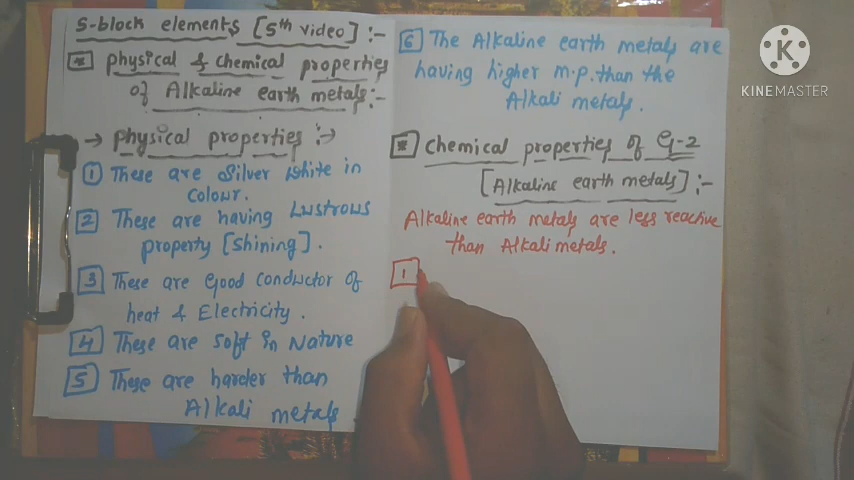 S-block elements [5th video] :-
[*] physical & chemical properties
of Alkaline earth metals:-
→ physical properties :→
1 These are Silver White in
Colour.
2 These are having Lustrous
property [Shining].
3 These are Good Conductor of
heat & Electricity.
4 These are soft in Nature
5 These are harder than
Alkali metals
6 The Alkaline earth metals are
having higher m.p. than the
Alkali metals.
[*] Chemical properties of G-2
[Alkaline earth metals] :-
Alkaline earth metals are less reactive
than Alkali metals.
1
K
KINEMASTER